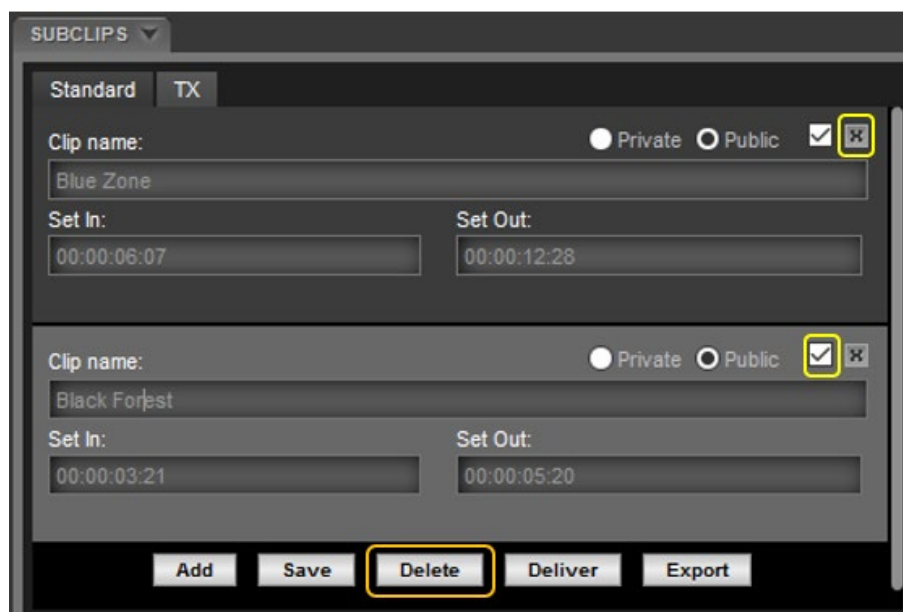 SUBCLIPS
Standard TX
Clip name: Private Public
Blue Zone
Set In: Set Out:
00:00:06:07 00:00:12:28
Clip name: Private Public
Black Forest
Set In: Set Out:
00:00:03:21 00:00:05:20
Add Save Delete Deliver Export